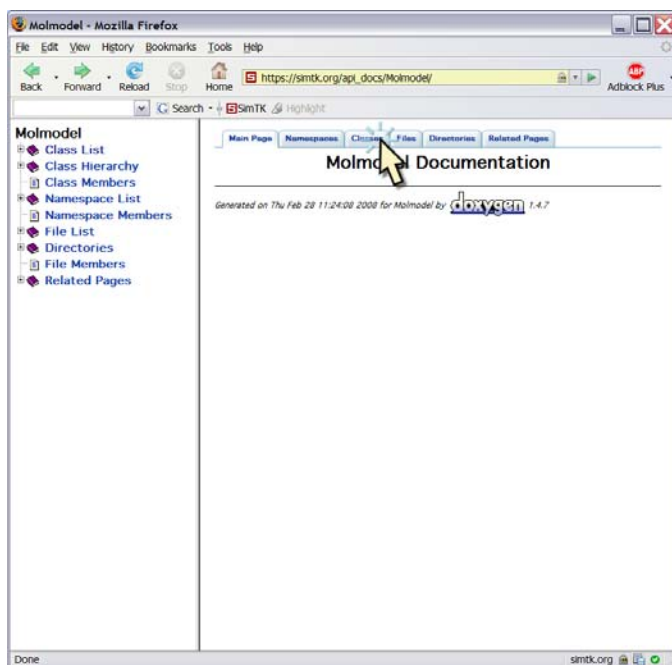 Molmodel - Mozilla Firefox
File Edit View History Bookmarks Tools Help
Back Forward Reload Stop Home https://simtk.org/api_docs/Molmodel/ ABP Adblock Plus
G Search SimTK Highlight
Molmodel
Class List
Class Hierarchy
Class Members
Namespace List
Namespace Members
File List
Directories
File Members
Related Pages
Main Page Namespaces Classes Files Directories Related Pages
Molmodel Documentation
Generated on Thu Feb 28 11:24:08 2008 for Molmodel by doxygen 1.4.7
Done simtk.org